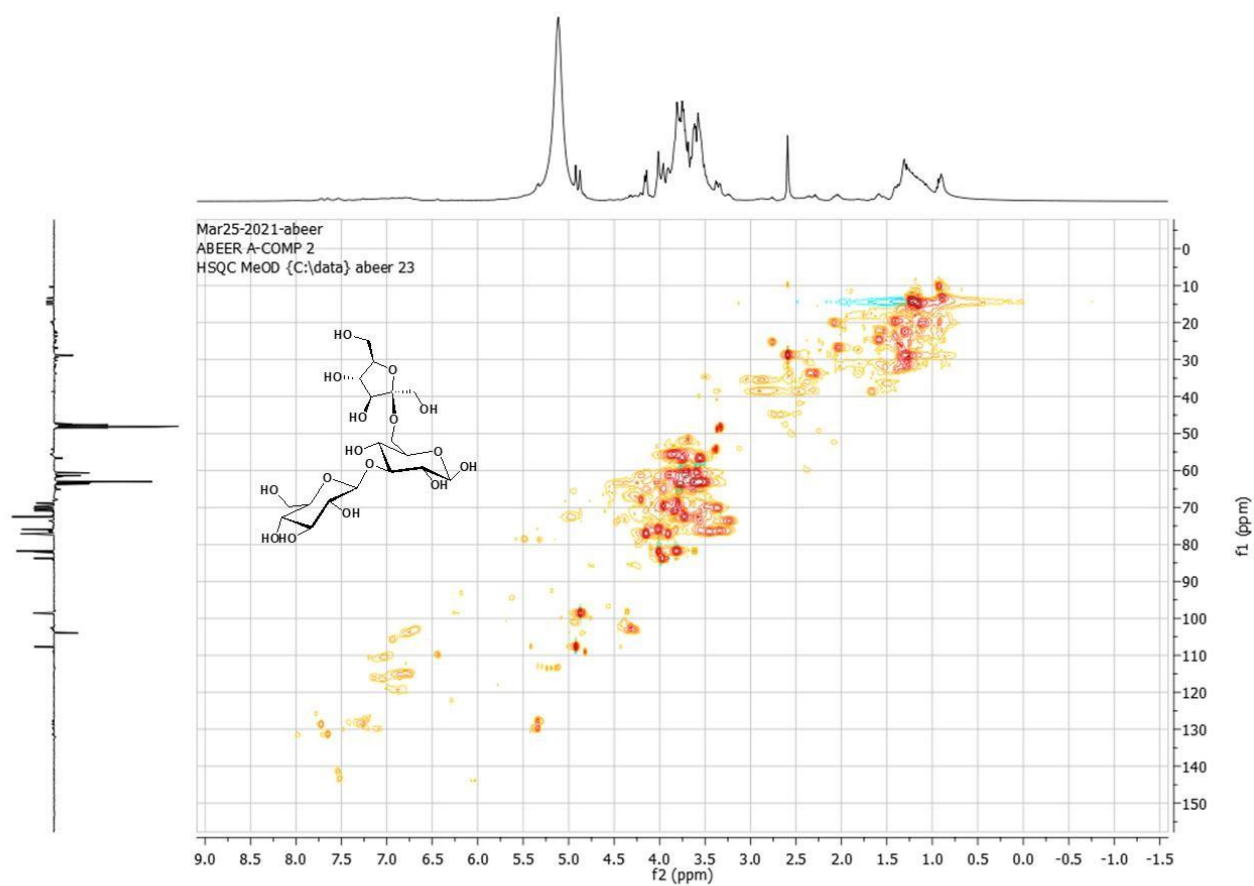 Mar25-2021-abeer
ABEER A-COMP 2
HSQC MeOD {C:\data} abeer 23
HO
O
HO
HO
OH
O
HO
O
OH
O
OH
O
HO
OH
OHHO
0
10
20
30
40
50
60
70
80
90
100
110
120
130
140
150
f1 (ppm)
9.0 8.5 8.0 7.5 7.0 6.5 6.0 5.5 5.0 4.5 4.0 3.5 3.0 2.5 2.0 1.5 1.0 0.5 0.0 -0.5 -1.0 -1.5
f2 (ppm)